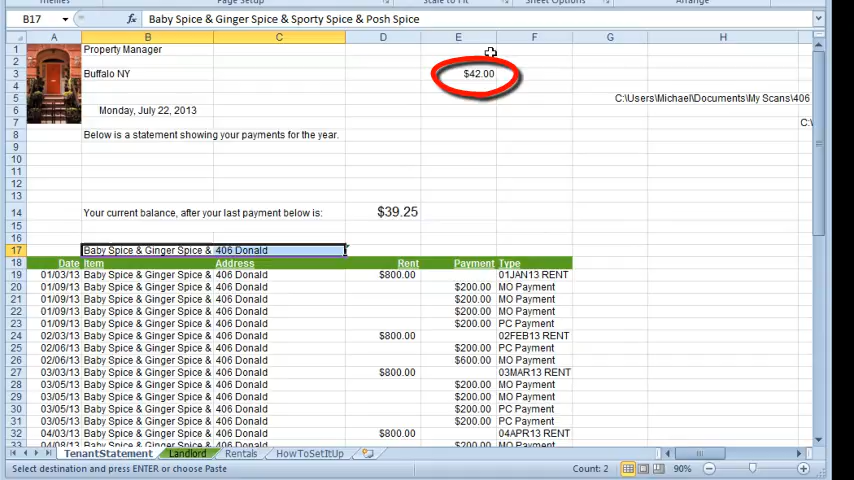 Themes Page Setup Scale to Fit Sheet Options Arrange
B17 fx Baby Spice & Ginger Spice & Sporty Spice & Posh Spice
A B C D E F G H
1 Property Manager
2
3 Buffalo NY $42.00
4
5 C:\Users\Michael\Documents\My Scans\406
6 Monday, July 22, 2013
7 C:\
8 Below is a statement showing your payments for the year.
9
10
11
12
13
14 Your current balance, after your last payment below is: $39.25
15
16
17 Baby Spice & Ginger Spice & 406 Donald
18 Date Item Address Rent Payment Type
19 01/03/13 Baby Spice & Ginger Spice & 406 Donald $800.00 01JAN13 RENT
20 01/09/13 Baby Spice & Ginger Spice & 406 Donald $200.00 MO Payment
21 01/09/13 Baby Spice & Ginger Spice & 406 Donald $200.00 MO Payment
22 01/09/13 Baby Spice & Ginger Spice & 406 Donald $200.00 MO Payment
23 01/09/13 Baby Spice & Ginger Spice & 406 Donald $200.00 PC Payment
24 02/03/13 Baby Spice & Ginger Spice & 406 Donald $800.00 02FEB13 RENT
25 02/06/13 Baby Spice & Ginger Spice & 406 Donald $200.00 PC Payment
26 02/06/13 Baby Spice & Ginger Spice & 406 Donald $600.00 MO Payment
27 03/03/13 Baby Spice & Ginger Spice & 406 Donald $800.00 03MAR13 RENT
28 03/05/13 Baby Spice & Ginger Spice & 406 Donald $200.00 MO Payment
29 03/05/13 Baby Spice & Ginger Spice & 406 Donald $200.00 MO Payment
30 03/05/13 Baby Spice & Ginger Spice & 406 Donald $200.00 MO Payment
31 03/05/13 Baby Spice & Ginger Spice & 406 Donald $200.00 PC Payment
32 04/03/13 Baby Spice & Ginger Spice & 406 Donald $800.00 04APR13 RENT
33 04/08/13 Baby Spice & Ginger Spice & 406 Donald $200.00 MO Payment
TenantStatement Landlord Rentals HowToSetItUp
Select destination and press ENTER or choose Paste Count: 2 90%